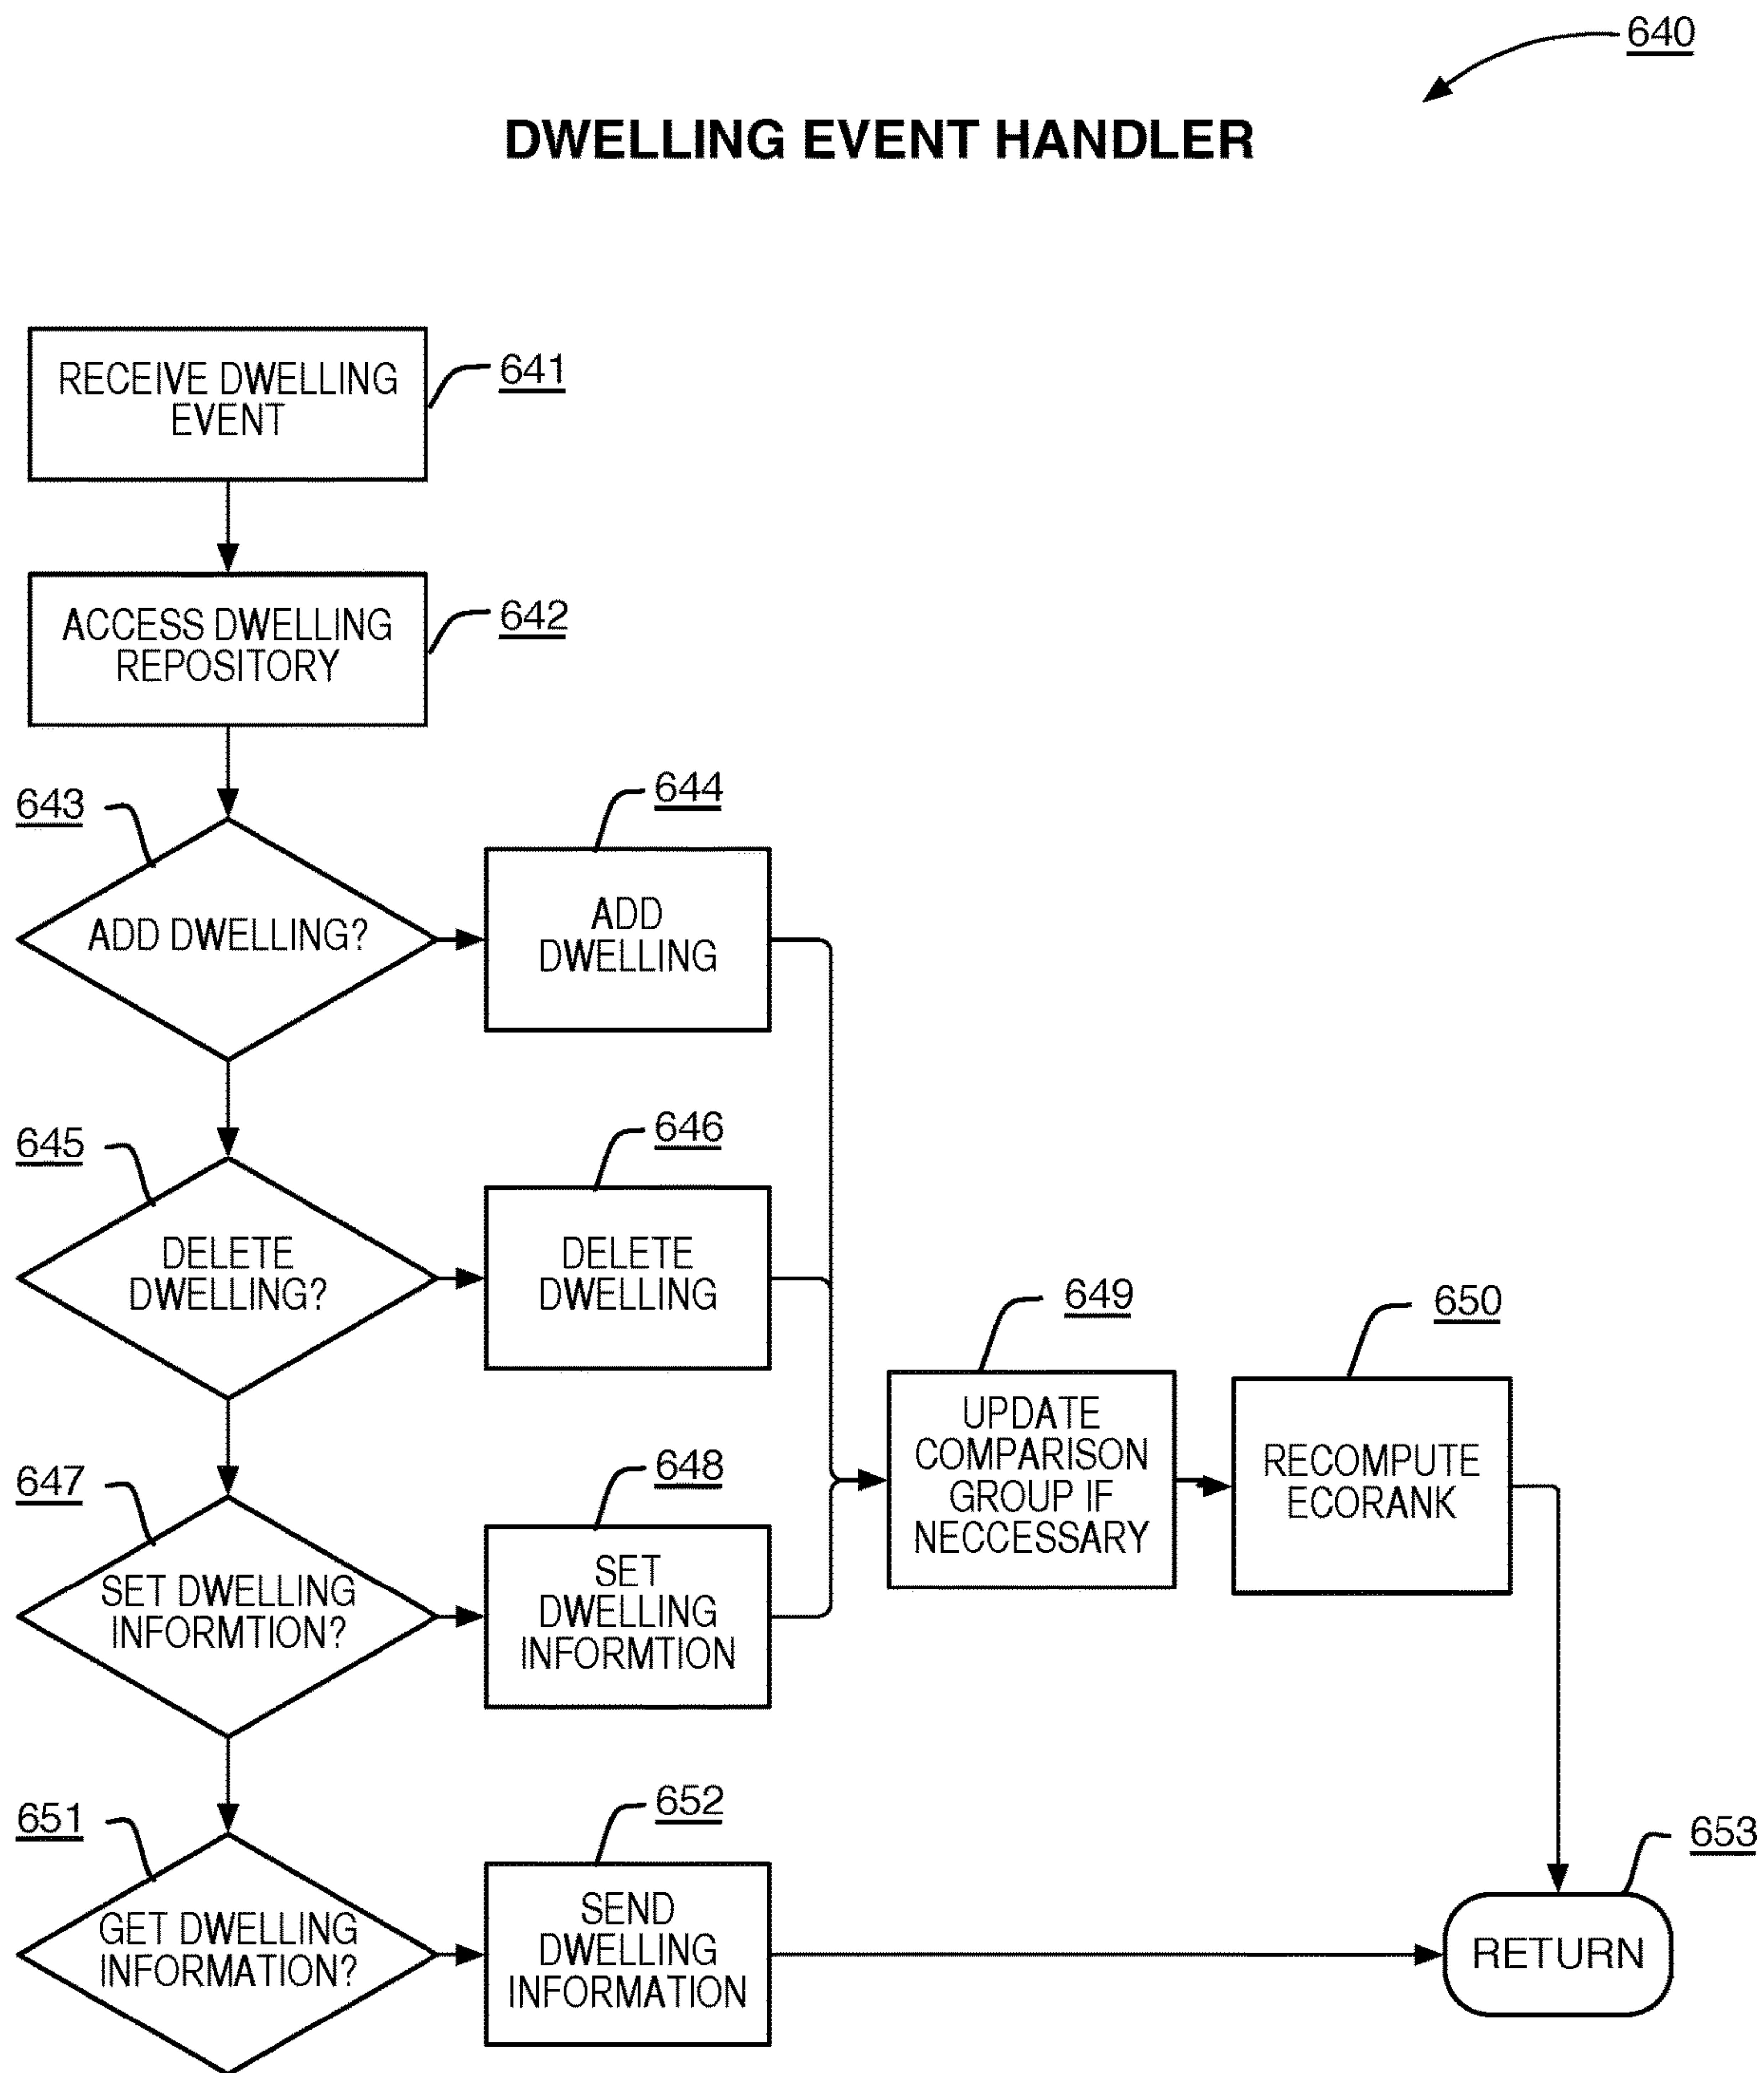 640
DWELLING EVENT HANDLER
RECEIVE DWELLING
EVENT
641
ACCESS DWELLING
REPOSITORY
642
643
ADD DWELLING?
644
ADD
DWELLING
645
DELETE
DWELLING?
646
DELETE
DWELLING
647
SET DWELLING
INFORMTION?
648
SET
DWELLING
INFORMTION
649
UPDATE
COMPARISON
GROUP IF
NECCESSARY
650
RECOMPUTE
ECORANK
651
GET DWELLING
INFORMATION?
652
SEND
DWELLING
INFORMATION
653
RETURN